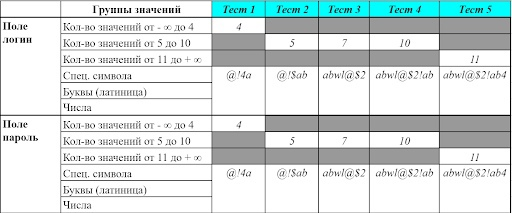 Группы значений Тест 1 Тест 2 Тест 3 Тест 4 Тест 5
Поле логин Кол-во значений от - ∞ до 4 4
Кол-во значений от 5 до 10 5 7 10
Кол-во значений от 11 до + ∞ 11
Спец. символа @!4a @!$ab abwl@$2 abwl@$2!ab abwl@$2!ab4
Буквы (латиница)
Числа
Поле пароль Кол-во значений от - ∞ до 4 4
Кол-во значений от 5 до 10 5 7 10
Кол-во значений от 11 до + ∞ 11
Спец. символа @!4a @!$ab abwl@$2 abwl@$2!ab abwl@$2!ab4
Буквы (латиница)
Числа